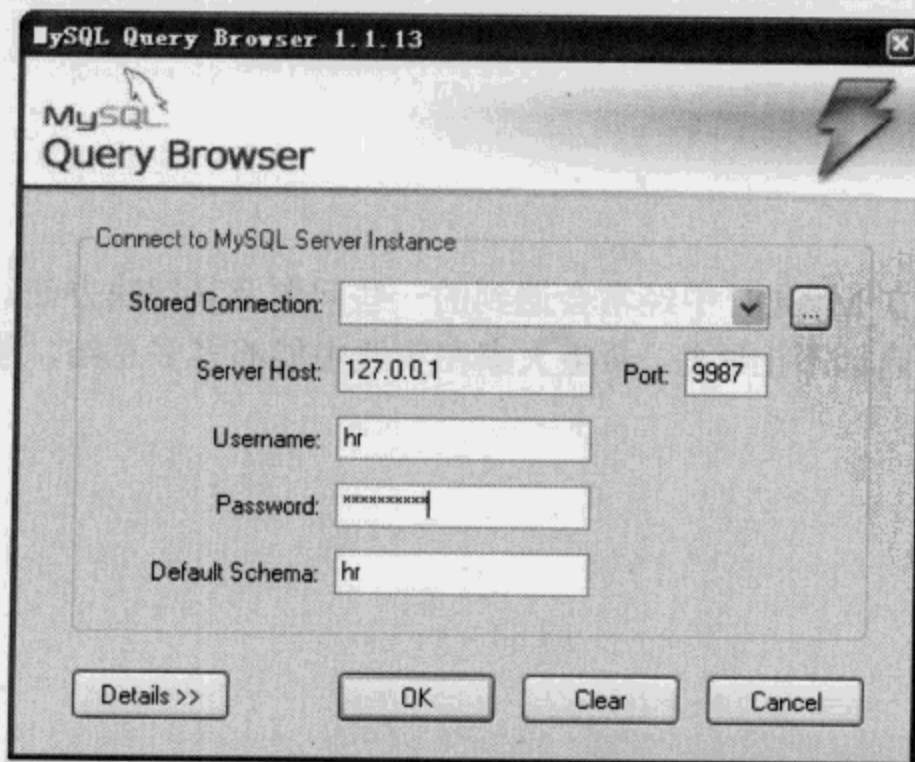 MySQL Query Browser 1.1.13
MySQL
Query Browser
Connect to MySQL Server Instance
Stored Connection:
...
Server Host: 127.0.0.1 Port: 9987
Username: hr
Password: **********
Default Schema: hr
Details >> OK Clear Cancel